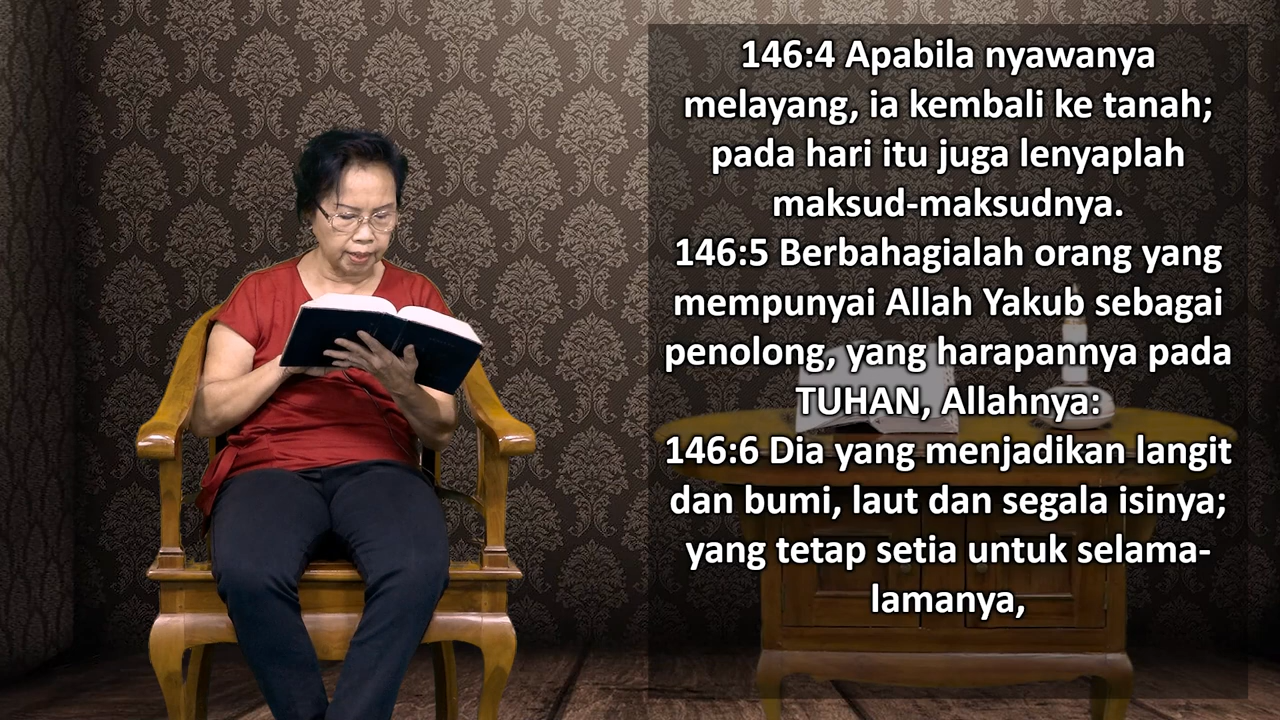 146:4 Apabila nyawanya
melayang, ia kembali ke tanah;
pada hari itu juga lenyaplah
maksud-maksudnya.
146:5 Berbahagialah orang yang
mempunyai Allah Yakub sebagai
penolong, yang harapannya pada
TUHAN, Allahnya:
146:6 Dia yang menjadikan langit
dan bumi, laut dan segala isinya;
yang tetap setia untuk selama-
lamanya,